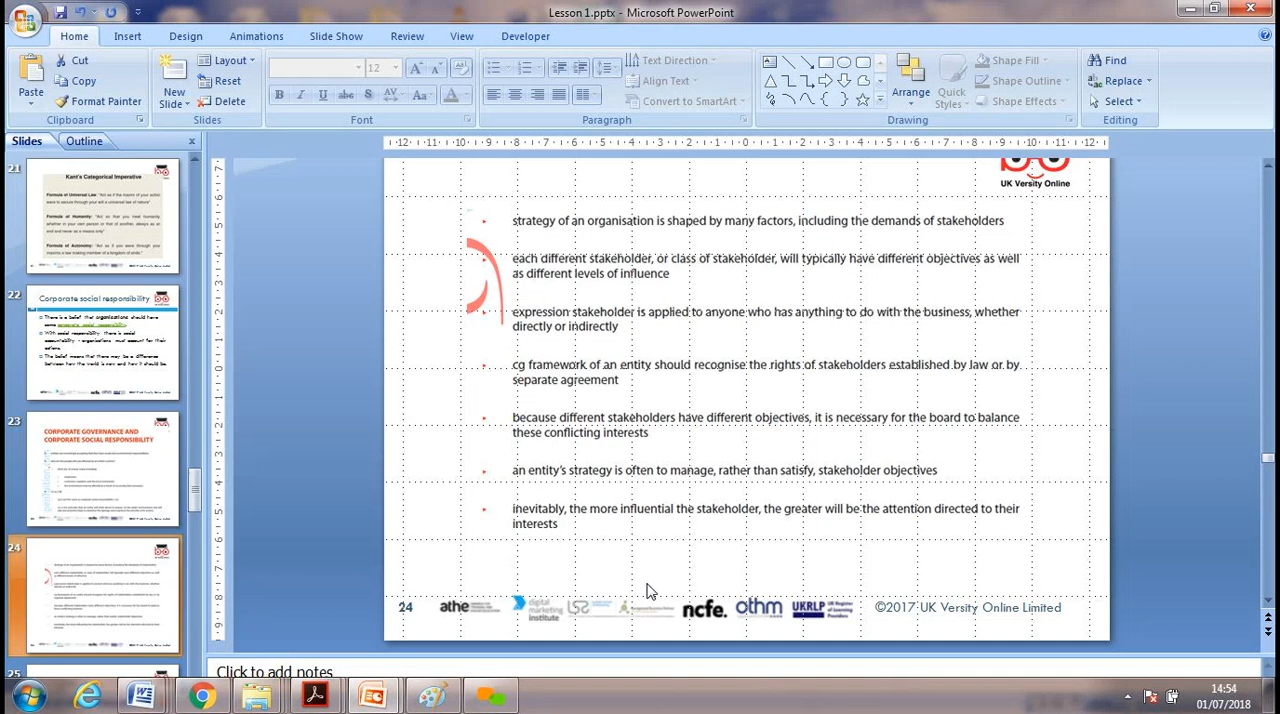 Lesson 1.pptx - Microsoft PowerPoint
Home Insert Design Animations Slide Show Review View Developer
Paste Cut Copy Format Painter
Clipboard
New Slide Layout Reset Delete
Slides
12
Font
Text Direction Align Text Convert to SmartArt
Paragraph
Arrange Quick Styles Shape Fill Shape Outline Shape Effects
Drawing
Find Replace Select
Editing
Slides Outline
21
Kant's Categorical Imperative
22
Corporate social responsibility
23
CORPORATE GOVERNANCE AND
CORPORATE SOCIAL RESPONSIBILITY
24
25
UK Versity Online
of an organisation is shaped by many factors including the demand of stakeholders
each different stakeholder, or class of stakeholder, will typically have different objectives as well
as different levels of influence
expression stakeholder is applied to anyone who has anything to do with the business, whether
directly or indirectly
cg framework of an entity should recognise the rights of stakeholders established by law or by
separate agreement
because different stakeholders have different objectives, it is necessary for the board to balance
these conflicting interests
an entity's strategy is often to manage, rather than satisfy, stakeholder objectives
inevitably, the more influential the stakeholder, the greater will be the attention director to their
interests
24 athe ncfe. UKRLP ©2017 UK Versity Online Limited
Click to add notes
14:54
01/07/2018